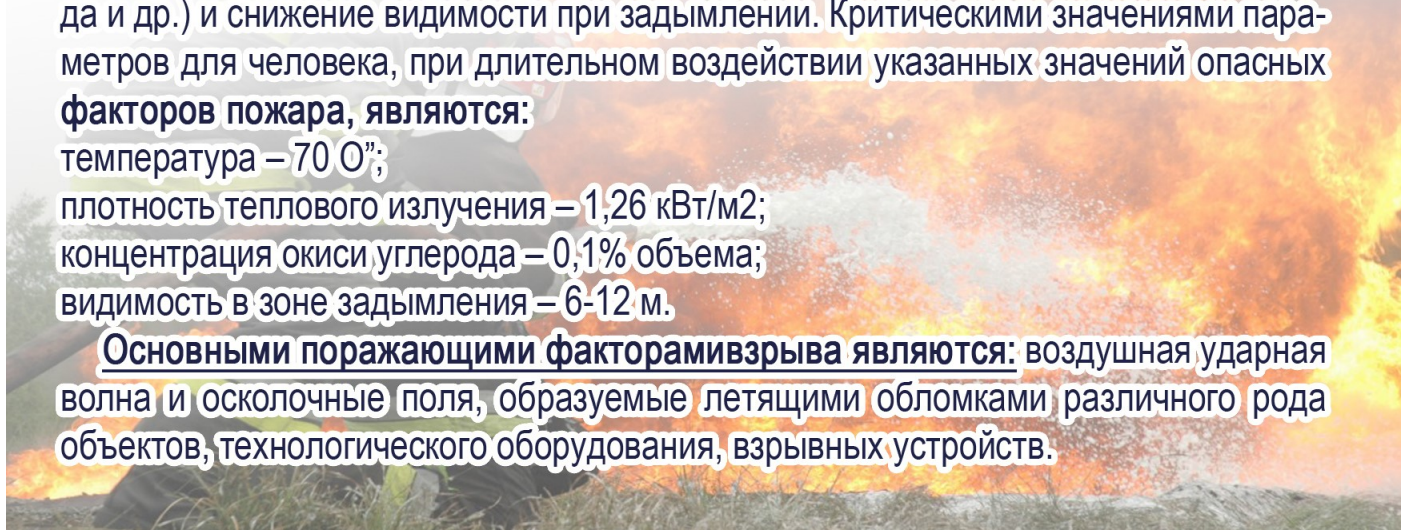 да и др.) и снижение видимости при задымлении. Критическими значениями пара-
метров для человека, при длительном воздействии указанных значений опасных
факторов пожара, являются:
температура – 70 О”;
плотность теплового излучения – 1,26 кВт/м2;
концентрация окиси углерода – 0,1% объема;
видимость в зоне задымления – 6-12 м.
Основными поражающими факторамивзрыва являются: воздушная ударная
волна и осколочные поля, образуемые летящими обломками различного рода
объектов, технологического оборудования, взрывных устройств.